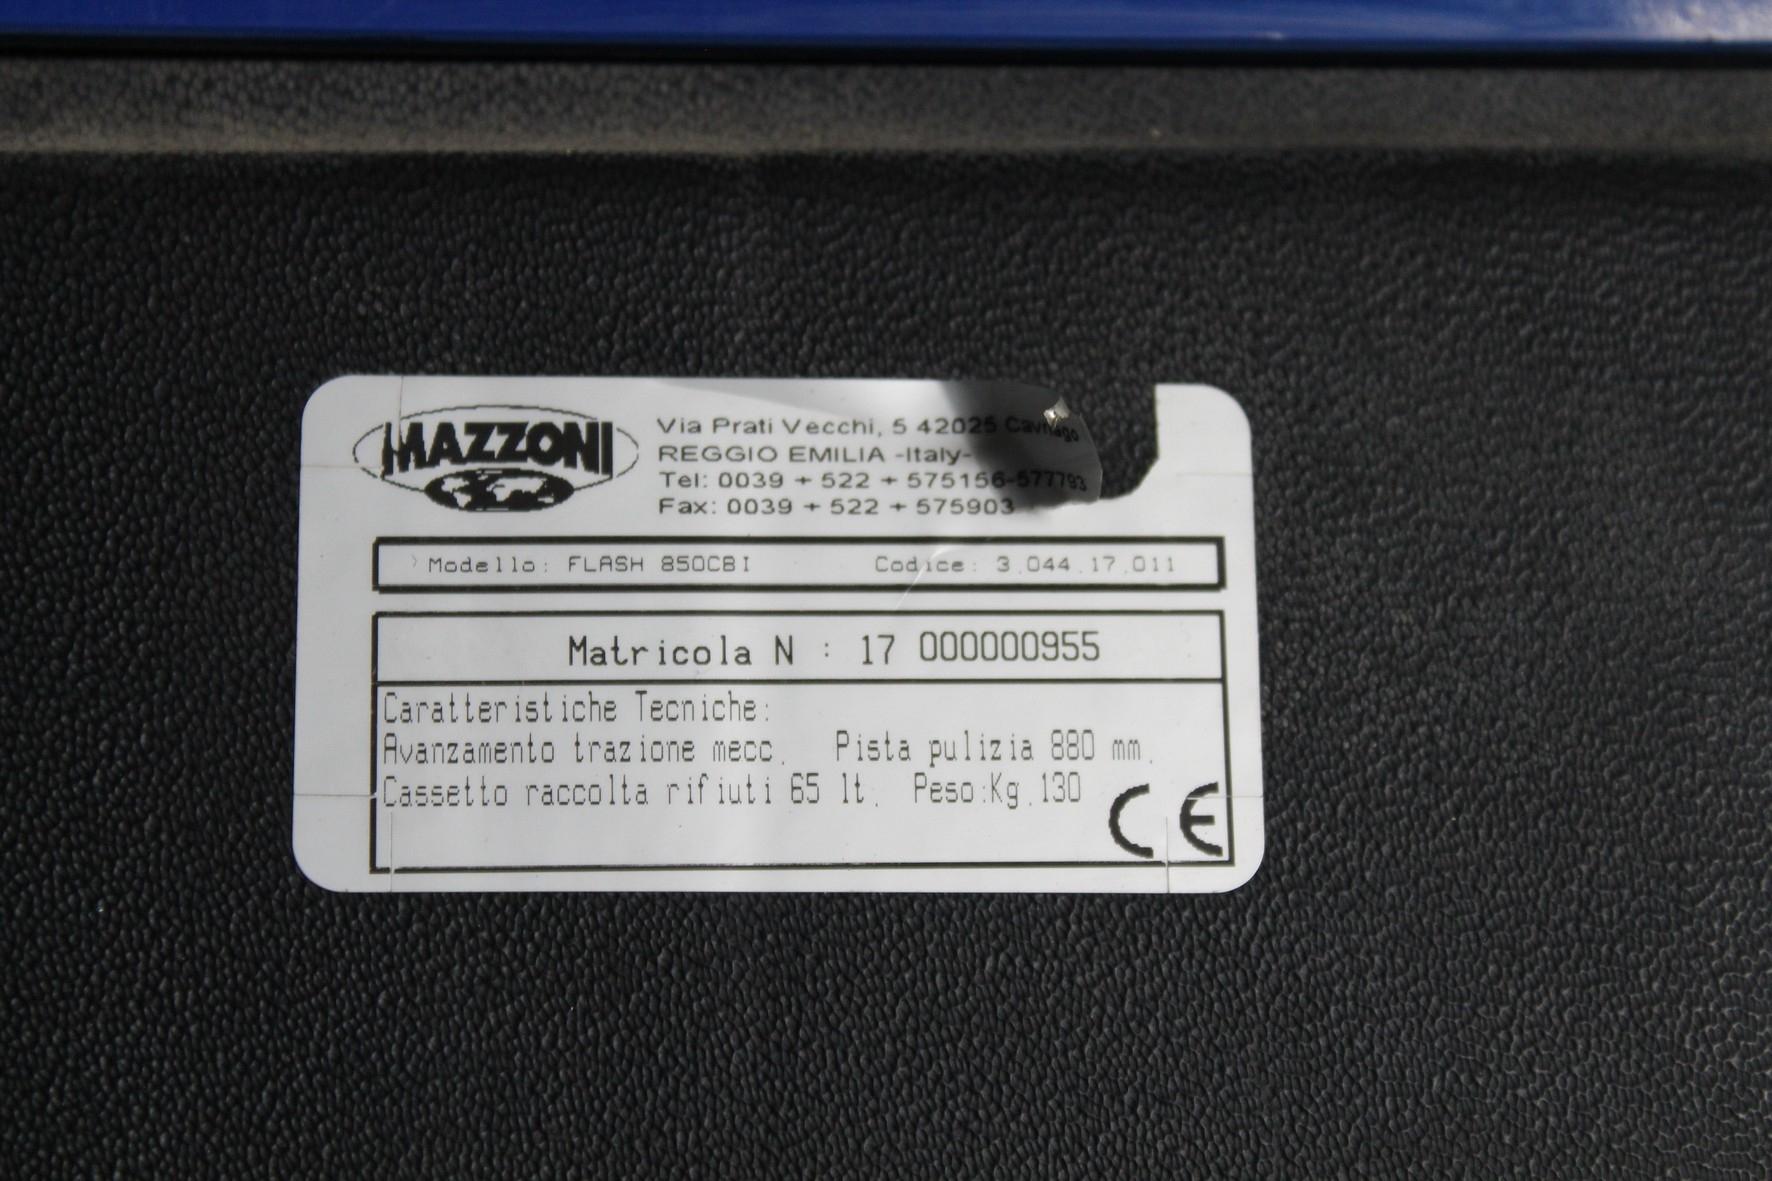 MAZZONI
Via Prati Vecchi, 5 42025 Cavriago
REGGIO EMILIA -Italy-
Tel: 0039 + 522 + 575156-577793
Fax: 0039 + 522 + 575903
Modello: FLASH 850CBI Codice: 3.044.17.011
Matricola N : 17 000000955
Caratteristiche Tecniche:
Avanzamento trazione mecc. Pista pulizia 880 mm.
Cassetto raccolta rifiuti 65 lt. Peso:Kg.130
CE